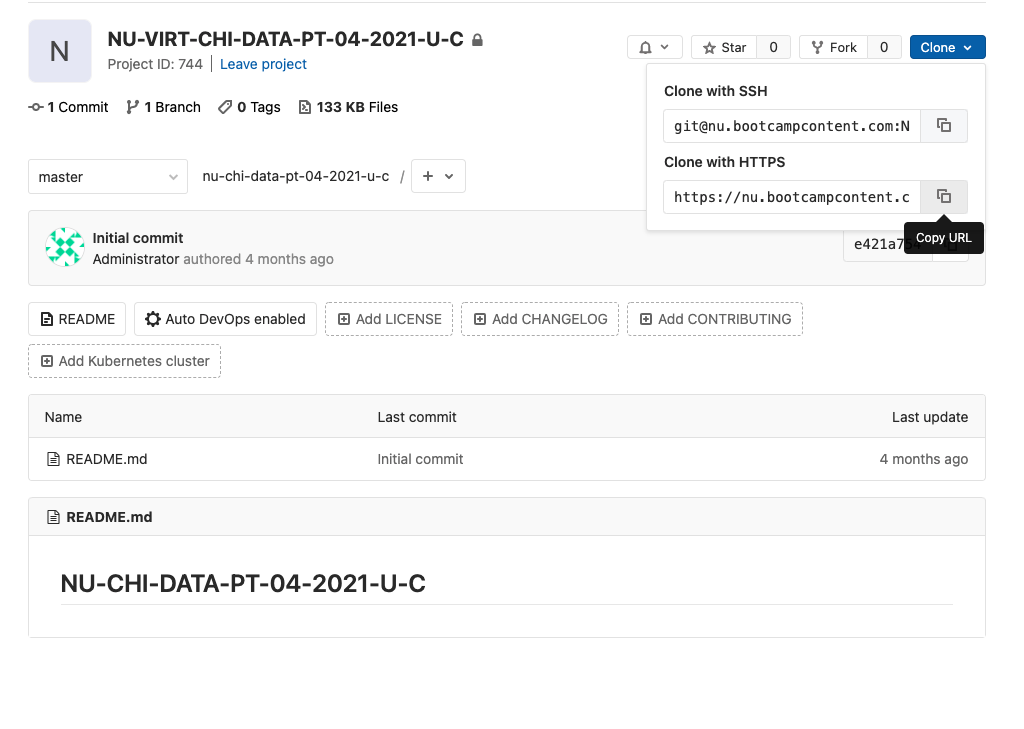 N
NU-VIRT-CHI-DATA-PT-04-2021-U-C
Project ID: 744 | Leave project
Star 0
Fork 0
Clone
1 Commit 1 Branch 0 Tags 133 KB Files
Clone with SSH
git@nu.bootcampcontent.com:N
Clone with HTTPS
https://nu.bootcampcontent.c
Copy URL
master
nu-chi-data-pt-04-2021-u-c / +
Initial commit
Administrator authored 4 months ago
README
Auto DevOps enabled
Add LICENSE
Add CHANGELOG
Add CONTRIBUTING
Add Kubernetes cluster
Name Last commit Last update
README.md Initial commit 4 months ago
README.md
NU-CHI-DATA-PT-04-2021-U-C